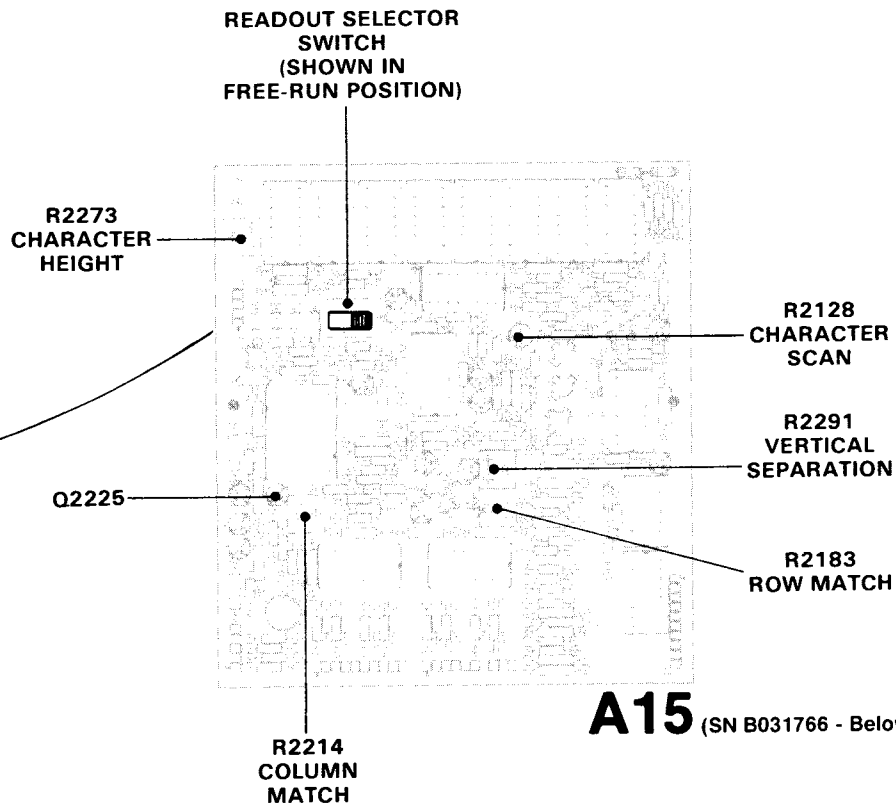 READOUT SELECTOR
SWITCH
(SHOWN IN
FREE-RUN POSITION)
R2273
CHARACTER
HEIGHT
R2128
CHARACTER
SCAN
R2291
VERTICAL
SEPARATION
Q2225
R2183
ROW MATCH
A15 (SN B031766 - Below
R2214
COLUMN
MATCH